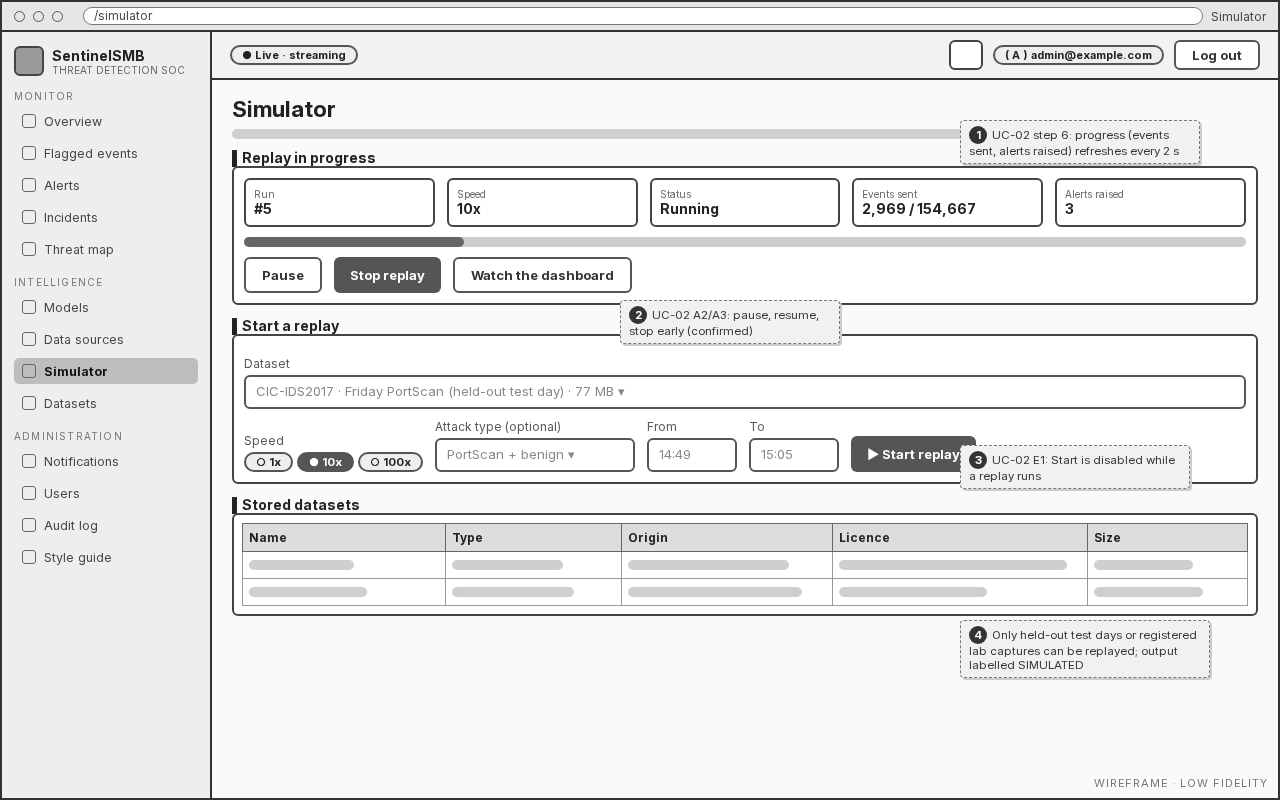 /simulator
Simulator
SentinelSMB
THREAT DETECTION SOC
● Live · streaming
( A ) admin@example.com
Log out
MONITOR
Overview
Flagged events
Alerts
Incidents
Threat map
INTELLIGENCE
Models
Data sources
Simulator
Datasets
ADMINISTRATION
Notifications
Users
Audit log
Style guide
Simulator
1 UC-02 step 6: progress (events
sent, alerts raised) refreshes every 2 s
Replay in progress
Run
#5
Speed
10x
Status
Running
Events sent
2,969 / 154,667
Alerts raised
3
Pause
Stop replay
Watch the dashboard
2 UC-02 A2/A3: pause, resume,
stop early (confirmed)
Start a replay
Dataset
CIC-IDS2017 · Friday PortScan (held-out test day) · 77 MB ▾
Speed
○ 1x
● 10x
○ 100x
Attack type (optional)
PortScan + benign ▾
From
14:49
To
15:05
▶ Start replay
3 UC-02 E1: Start is disabled while
a replay runs
Stored datasets
Name Type Origin Licence Size
4 Only held-out test days or registered
lab captures can be replayed; output
labelled SIMULATED
WIREFRAME · LOW FIDELITY